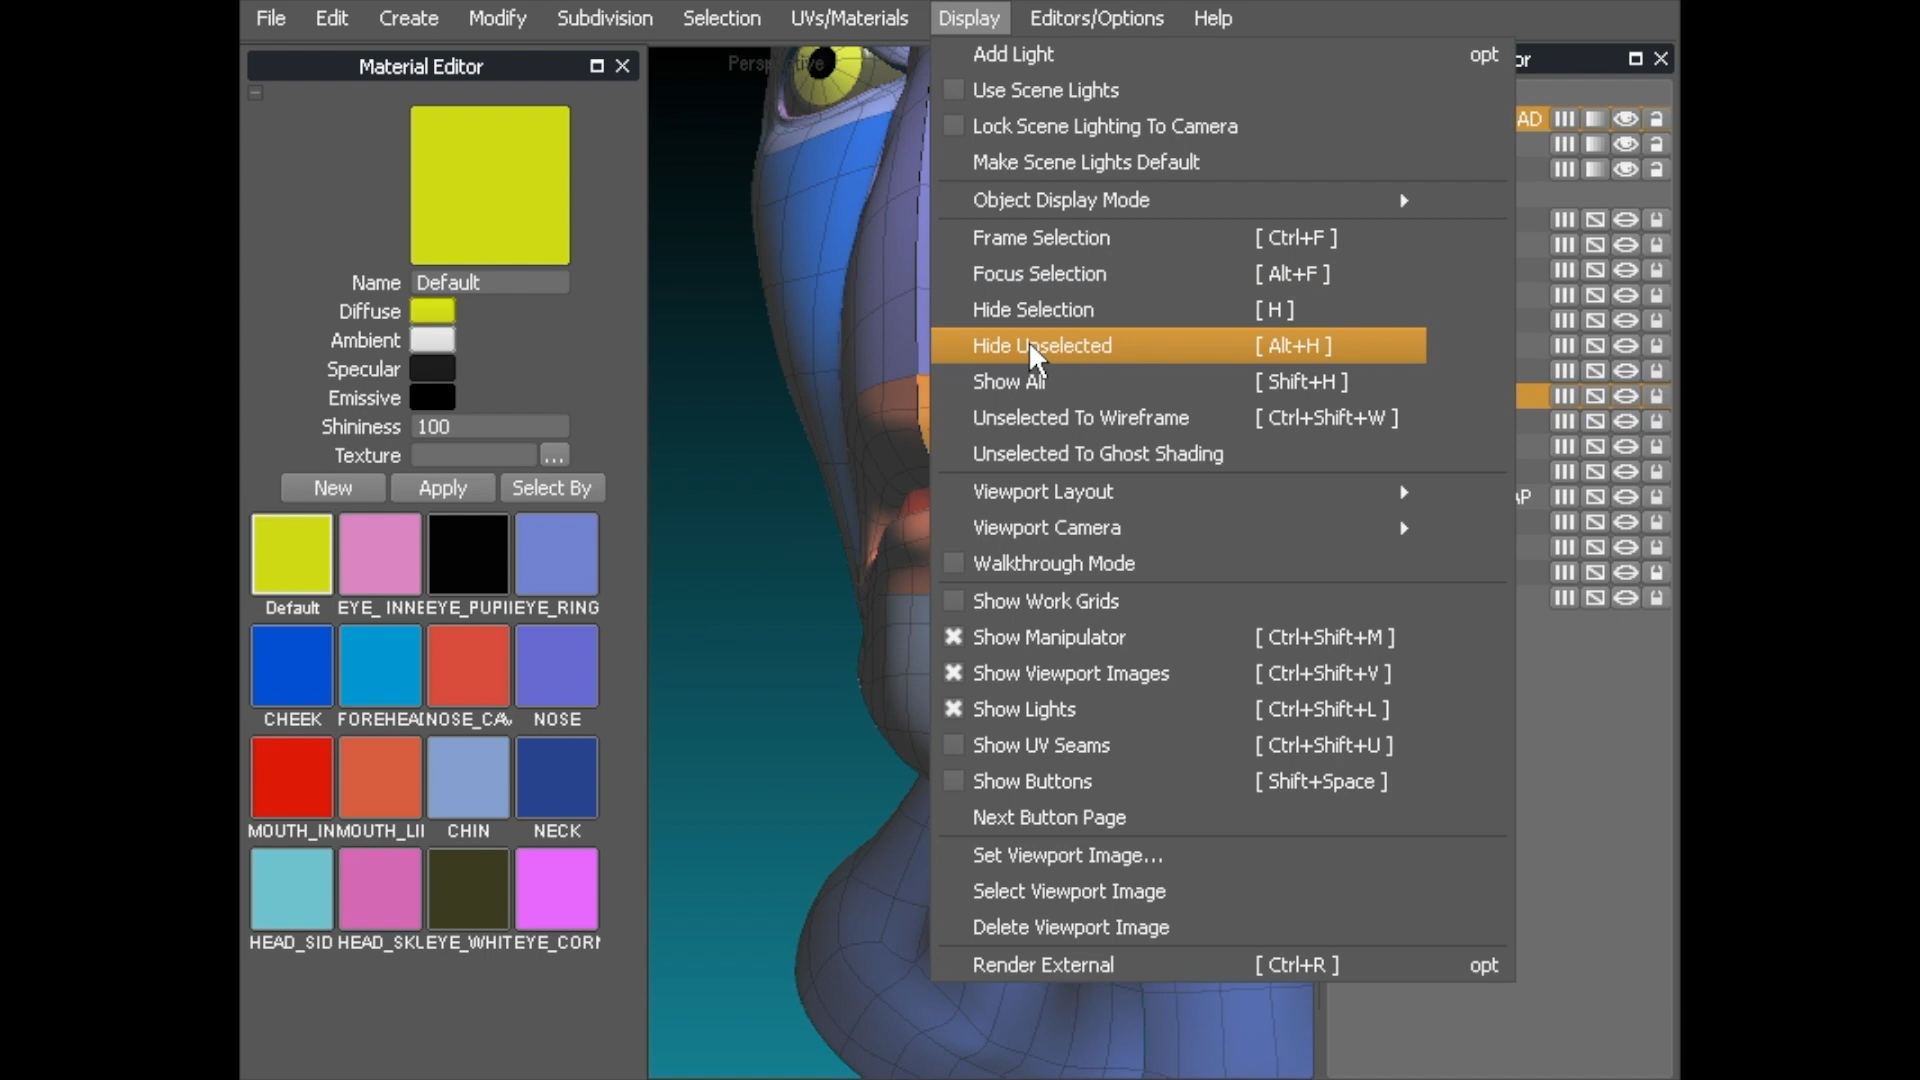 File Edit Create Modify Subdivision Selection UVs/Materials Display Editors/Options Help
Material Editor
Name Default
Diffuse
Ambient
Specular
Emissive
Shininess 100
Texture ...
New Apply Select By
Default EYE_INNE EYE_PUPI EYE_RING
CHEEK FOREHEA NOSE_CA NOSE
MOUTH_IN MOUTH_LI CHIN NECK
HEAD_SID HEAD_SKU EYE_WHIT EYE_COR
Perspective
Add Light opt
Use Scene Lights
Lock Scene Lighting To Camera
Make Scene Lights Default
Object Display Mode
Frame Selection [ Ctrl+F ]
Focus Selection [ Alt+F ]
Hide Selection [ H ]
Hide Unselected [ Alt+H ]
Show All [ Shift+H ]
Unselected To Wireframe [ Ctrl+Shift+W ]
Unselected To Ghost Shading
Viewport Layout
Viewport Camera
Walkthrough Mode
Show Work Grids
Show Manipulator [ Ctrl+Shift+M ]
Show Viewport Images [ Ctrl+Shift+V ]
Show Lights [ Ctrl+Shift+L ]
Show UV Seams [ Ctrl+Shift+U ]
Show Buttons [ Shift+Space ]
Next Button Page
Set Viewport Image...
Select Viewport Image
Delete Viewport Image
Render External [ Ctrl+R ] opt
or
AD
AP